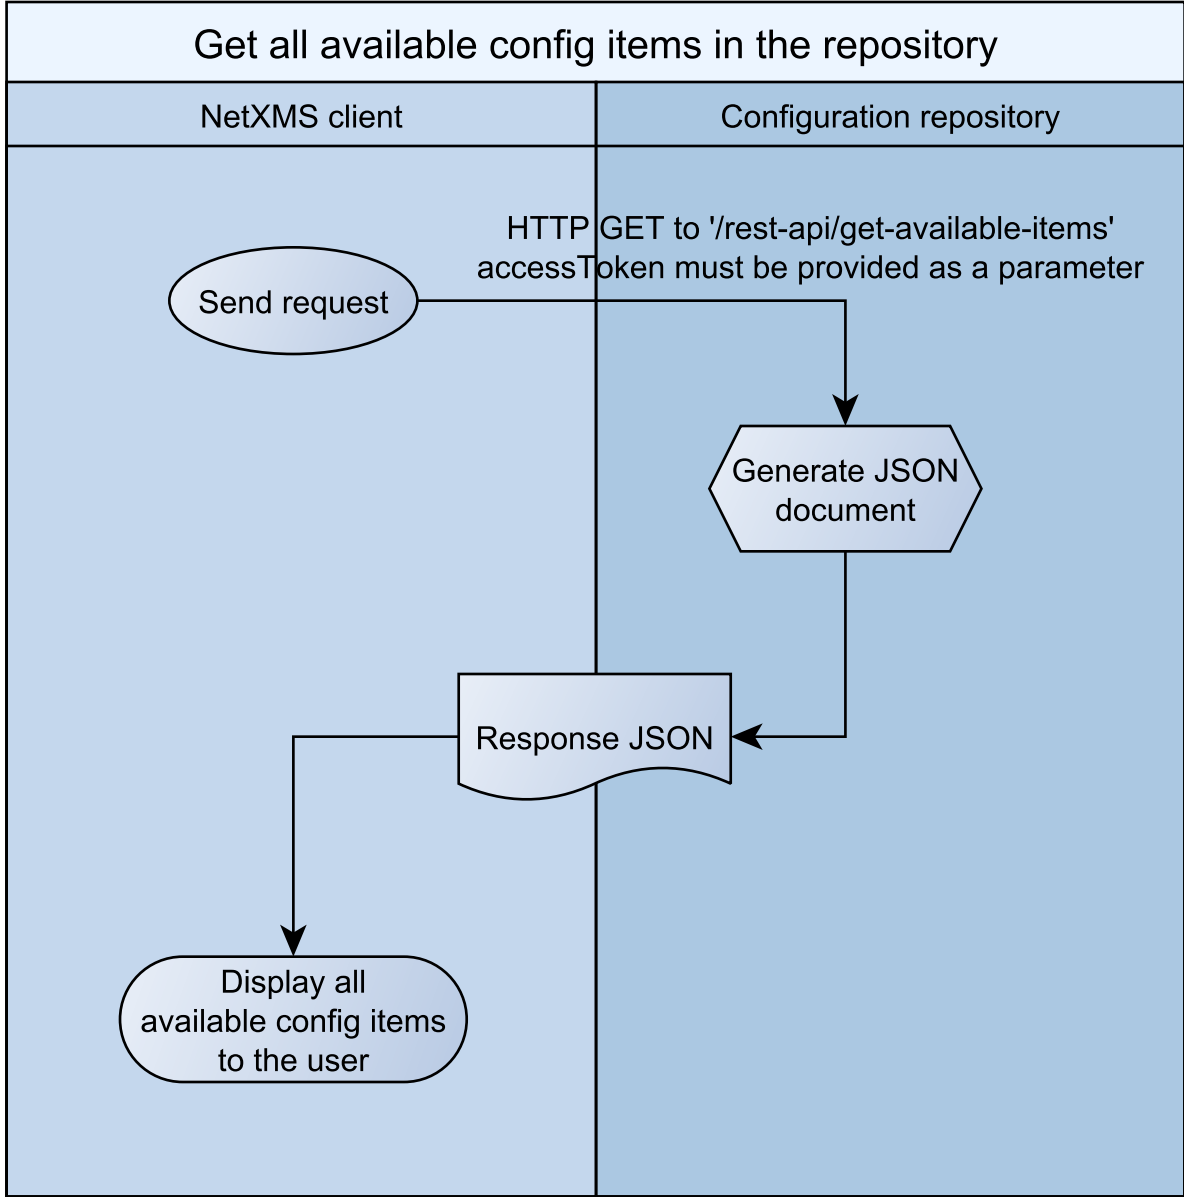 Get all available config items in the repository
NetXMS client
Configuration repository
HTTP GET to '/rest-api/get-available-items'
accessToken must be provided as a parameter
Send request
Generate JSON
document
Response JSON
Display all
available config items
to the user